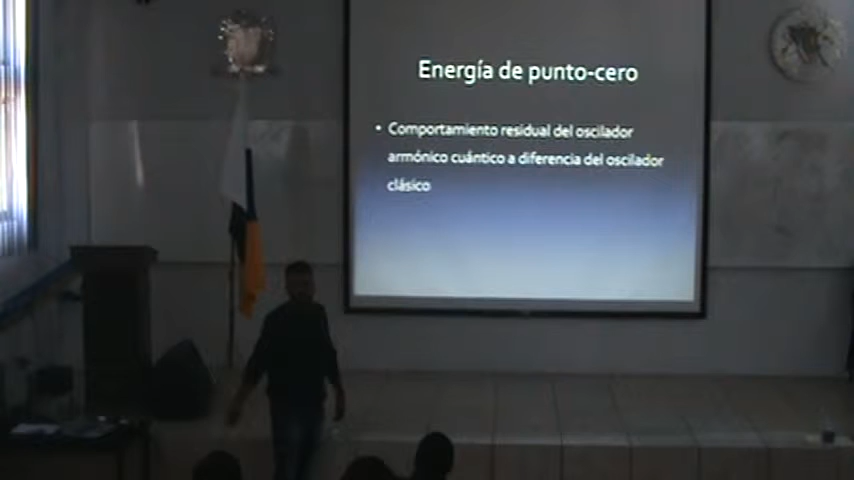 Energía de punto-cero
• Comportamiento residual del oscilador
armónico cuántico a diferencia del oscilador
clásico